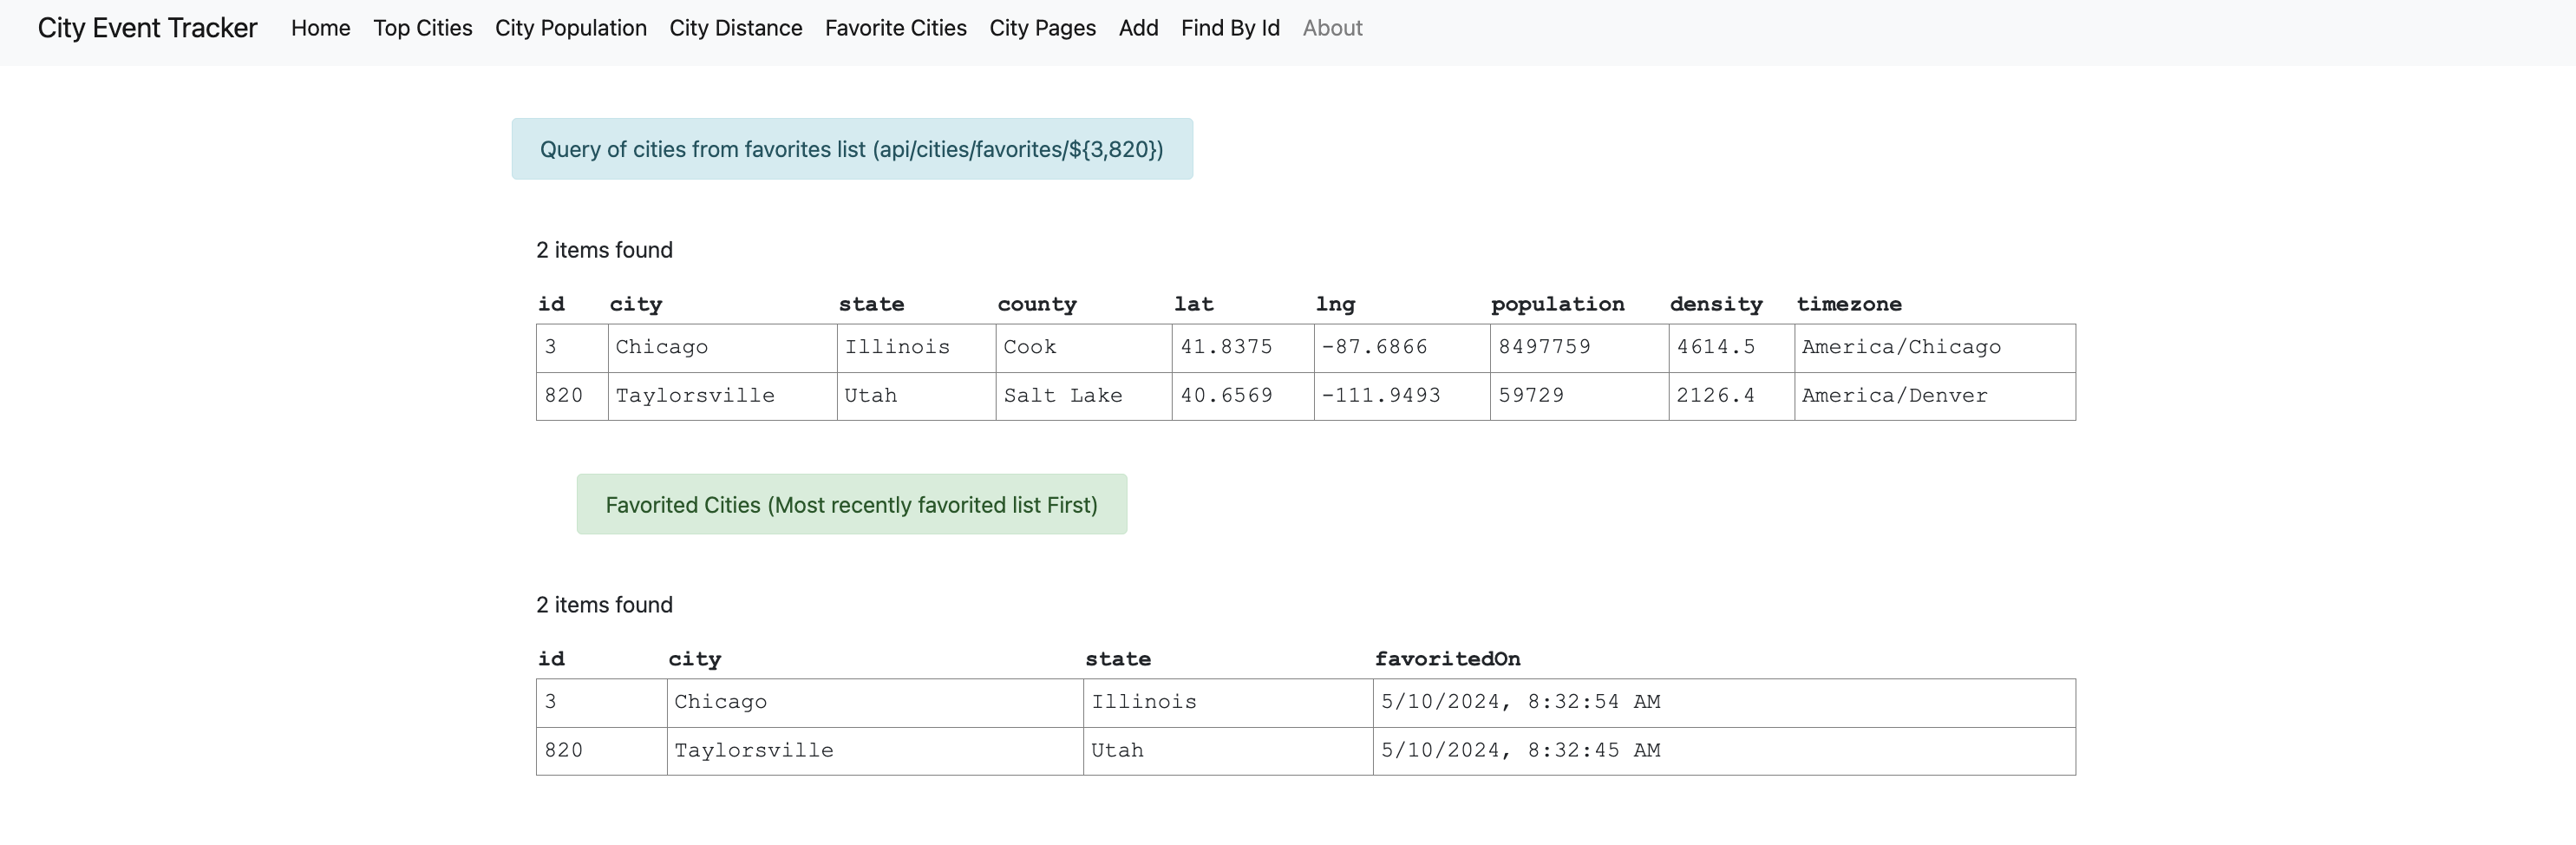 City Event Tracker Home Top Cities City Population City Distance Favorite Cities City Pages Add Find By Id About
Query of cities from favorites list (api/cities/favorites/${3,820})
2 items found
id city state county lat lng population density timezone
3 Chicago Illinois Cook 41.8375 -87.6866 8497759 4614.5 America/Chicago
820 Taylorsville Utah Salt Lake 40.6569 -111.9493 59729 2126.4 America/Denver
Favorited Cities (Most recently favorited list First)
2 items found
id city state favoritedOn
3 Chicago Illinois 5/10/2024, 8:32:54 AM
820 Taylorsville Utah 5/10/2024, 8:32:45 AM